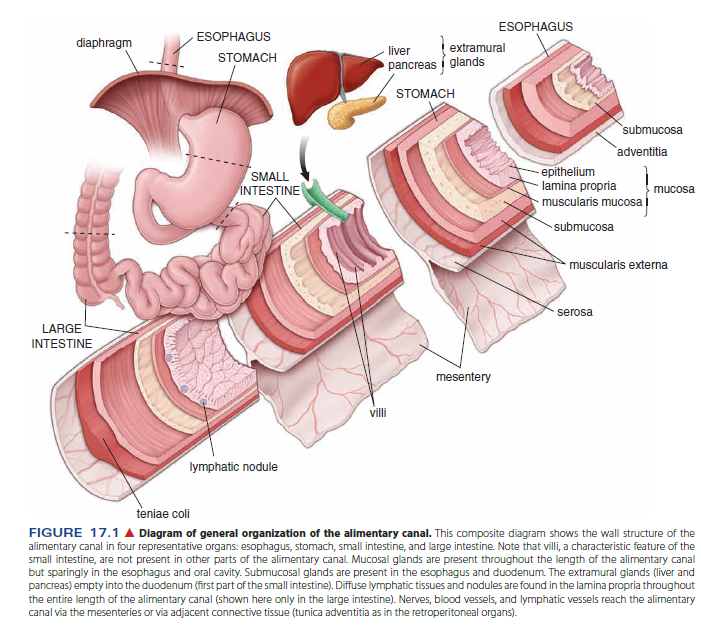 ESOPHAGUS
diaphragm
ESOPHAGUS
STOMACH
liver
pancreas
extramural
glands
STOMACH
submucosa
adventitia
epithelium
lamina propria
muscularis mucosa
mucosa
submucosa
SMALL
INTESTINE
muscularis externa
serosa
LARGE
INTESTINE
mesentery
villi
lymphatic nodule
teniae coli
FIGURE 17.1 ▲ Diagram of general organization of the alimentary canal. This composite diagram shows the wall structure of the
alimentary canal in four representative organs: esophagus, stomach, small intestine, and large intestine. Note that villi, a characteristic feature of the
small intestine, are not present in other parts of the alimentary canal. Mucosal glands are present throughout the length of the alimentary canal
but sparingly in the esophagus and oral cavity. Submucosal glands are present in the esophagus and duodenum. The extramural glands (liver and
pancreas) empty into the duodenum (first part of the small intestine). Diffuse lymphatic tissues and nodules are found in the lamina propria throughout
the entire length of the alimentary canal (shown here only in the large intestine). Nerves, blood vessels, and lymphatic vessels reach the alimentary
canal via the mesenteries or via adjacent connective tissue (tunica adventitia as in the retroperitoneal organs).